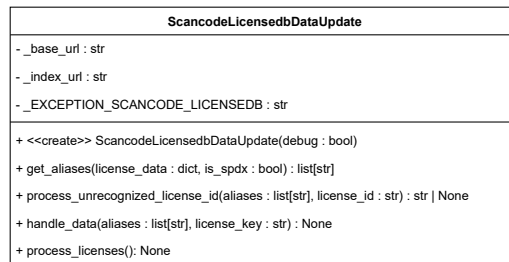 ScancodeLicensedbDataUpdate
- _base_url : str
- _index_url : str
- _EXCEPTION_SCANCODE_LICENSEDB : str
+ <<create>> ScancodeLicensedbDataUpdate(debug : bool)
+ get_aliases(license_data : dict, is_spdx : bool) : list[str]
+ process_unrecognized_license_id(aliases : list[str], license_id : str) : str | None
+ handle_data(aliases : list[str], license_key : str) : None
+ process_licenses(): None